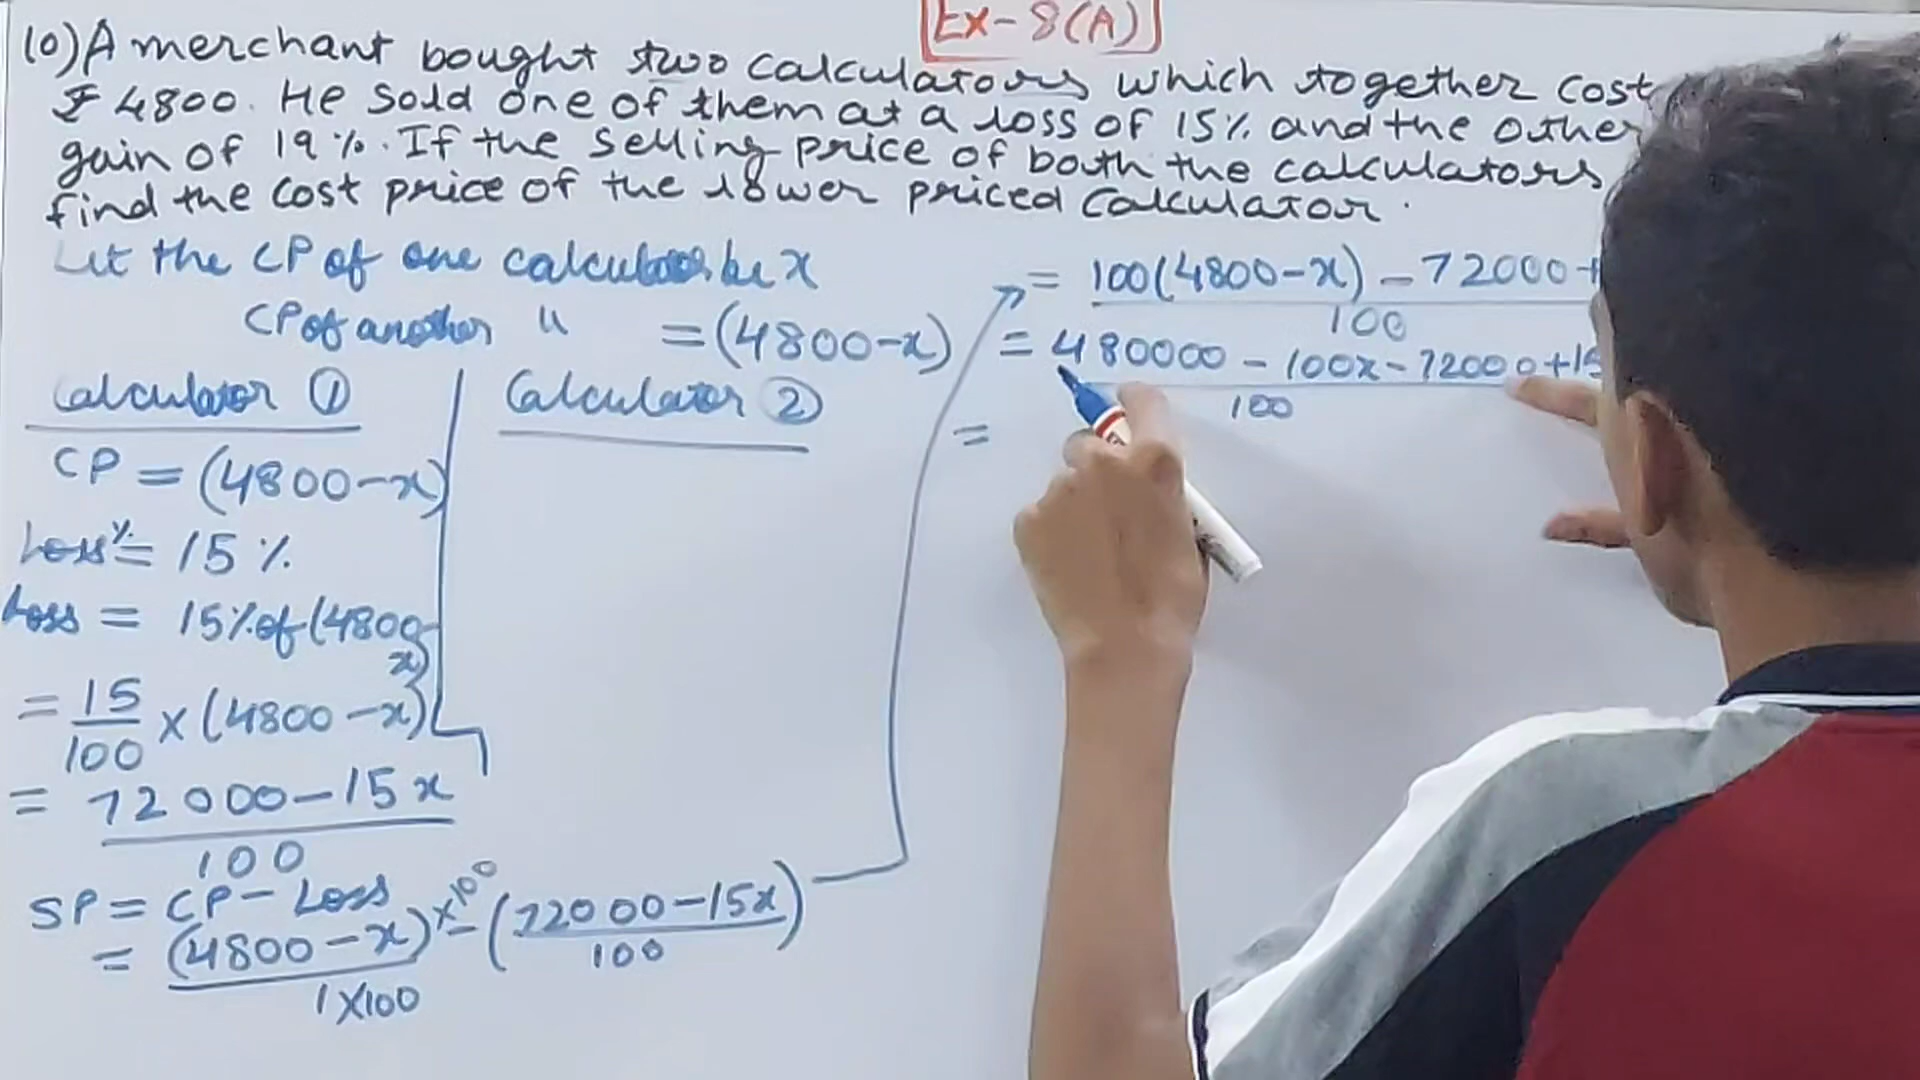 Ex-8(A)
10) A merchant bought two calculators which together cost
₹ 4800. He sold one of them at a loss of 15% and the other
gain of 19%. If the selling price of both the calculators
find the cost price of the lower priced calculator.
Let the CP of one calculator be x
CP of another " = (4800-x)
Calculator ①
CP = (4800-x)
Loss% = 15%
Loss = 15% of (4800-
x)
= 15/100 × (4800-x)
= 72000-15x
100
SP = CP - Loss
= (4800-x)×100 - (72000-15x)
1×100 100
Calculator ②
= 100(4800-x) - 72000+
100
= 480000 - 100x - 72000+15
100
=